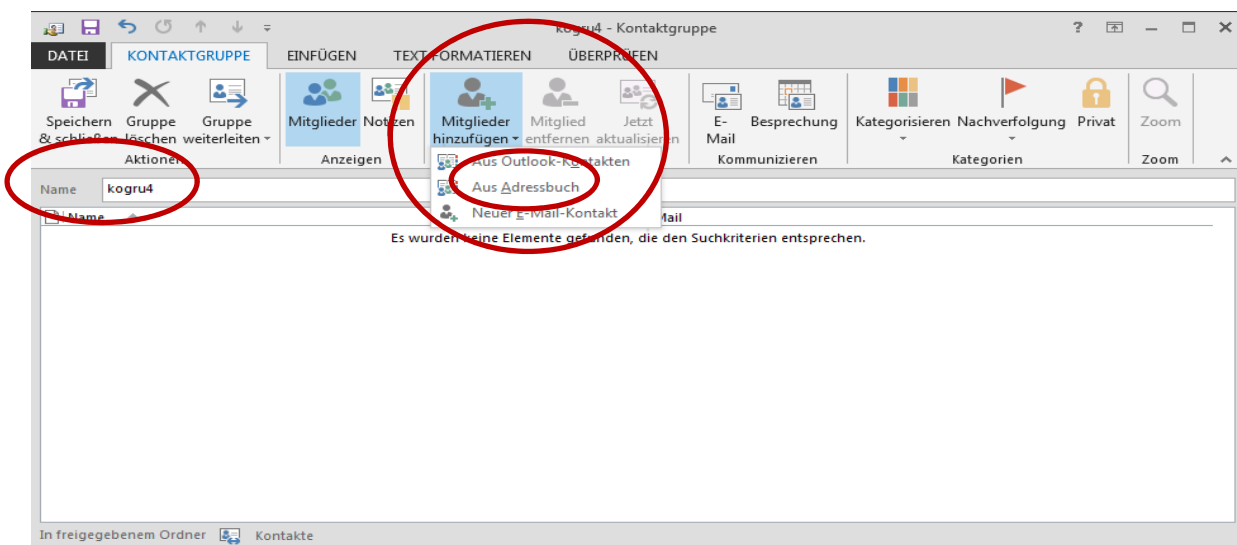 kogru4 - Kontaktgruppe ?
DATEI KONTAKTGRUPPE EINFÜGEN TEXT FORMATIEREN ÜBERPRÜFEN
Speichern Gruppe Gruppe Mitglieder Notizen Mitglieder Mitglied Jetzt E- Besprechung Kategorisieren Nachverfolgung Privat Zoom
& schließen löschen weiterleiten hinzufügen entfernen aktualisieren Mail
Aktionen Anzeigen Kommunizieren Kategorien Zoom
Aus Outlook-Kontakten
Name kogru4 Aus Adressbuch
Neuer E-Mail-Kontakt
Name Mail
Es wurden keine Elemente gefunden, die den Suchkriterien entsprechen.
In freigegebenem Ordner Kontakte